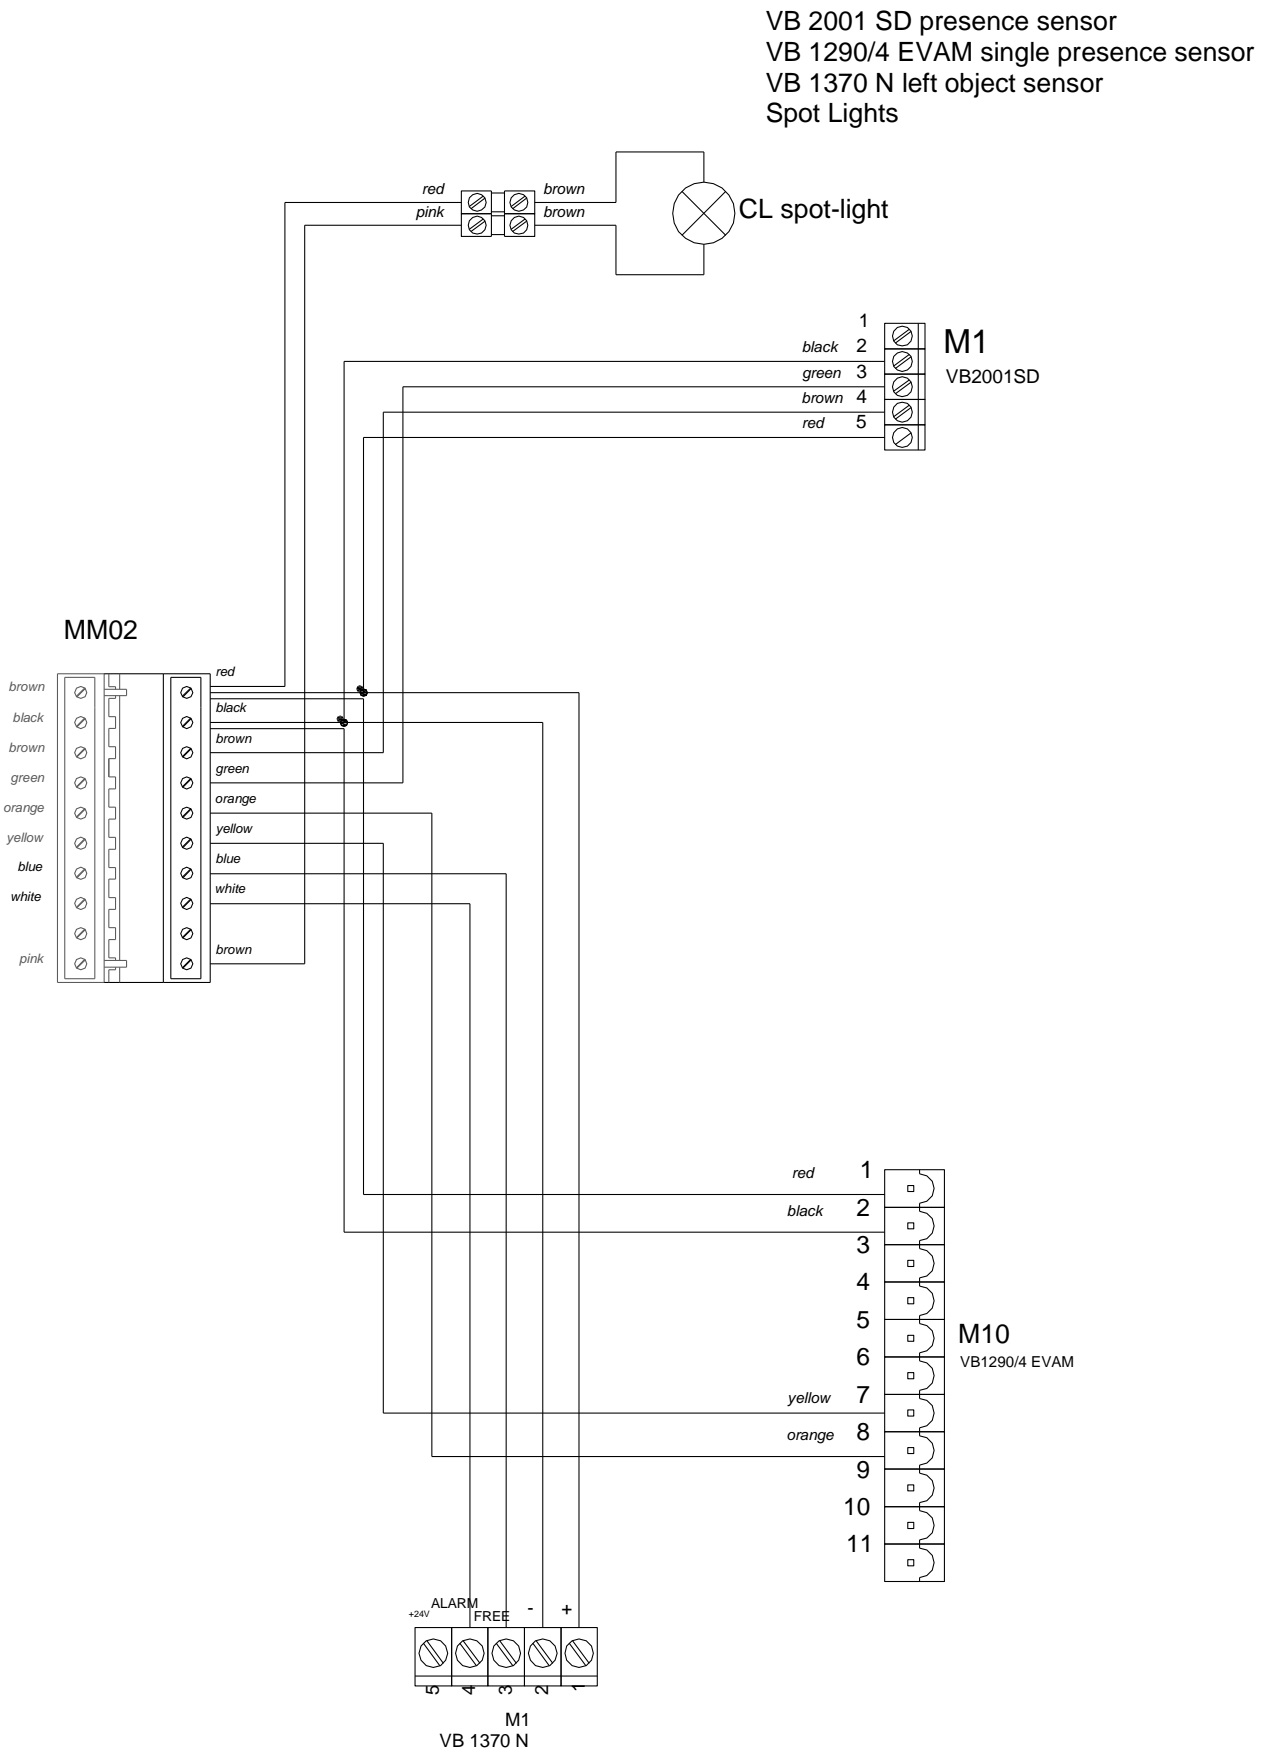 VB 2001 SD presence sensor
VB 1290/4 EVAM single presence sensor
VB 1370 N left object sensor
Spot Lights
red
brown
pink
brown
CL spot-light
1
black 2
green 3
brown 4
red 5
M1
VB2001SD
MM02
brown
black
brown
green
orange
yellow
blue
white
pink
red
black
brown
green
orange
yellow
blue
white
brown
red 1
black 2
3
4
5
6
yellow 7
orange 8
9
10
11
M10
VB1290/4 EVAM
+24V
ALARM
FREE
-
+
5
4
3
2
1
M1
VB 1370 N